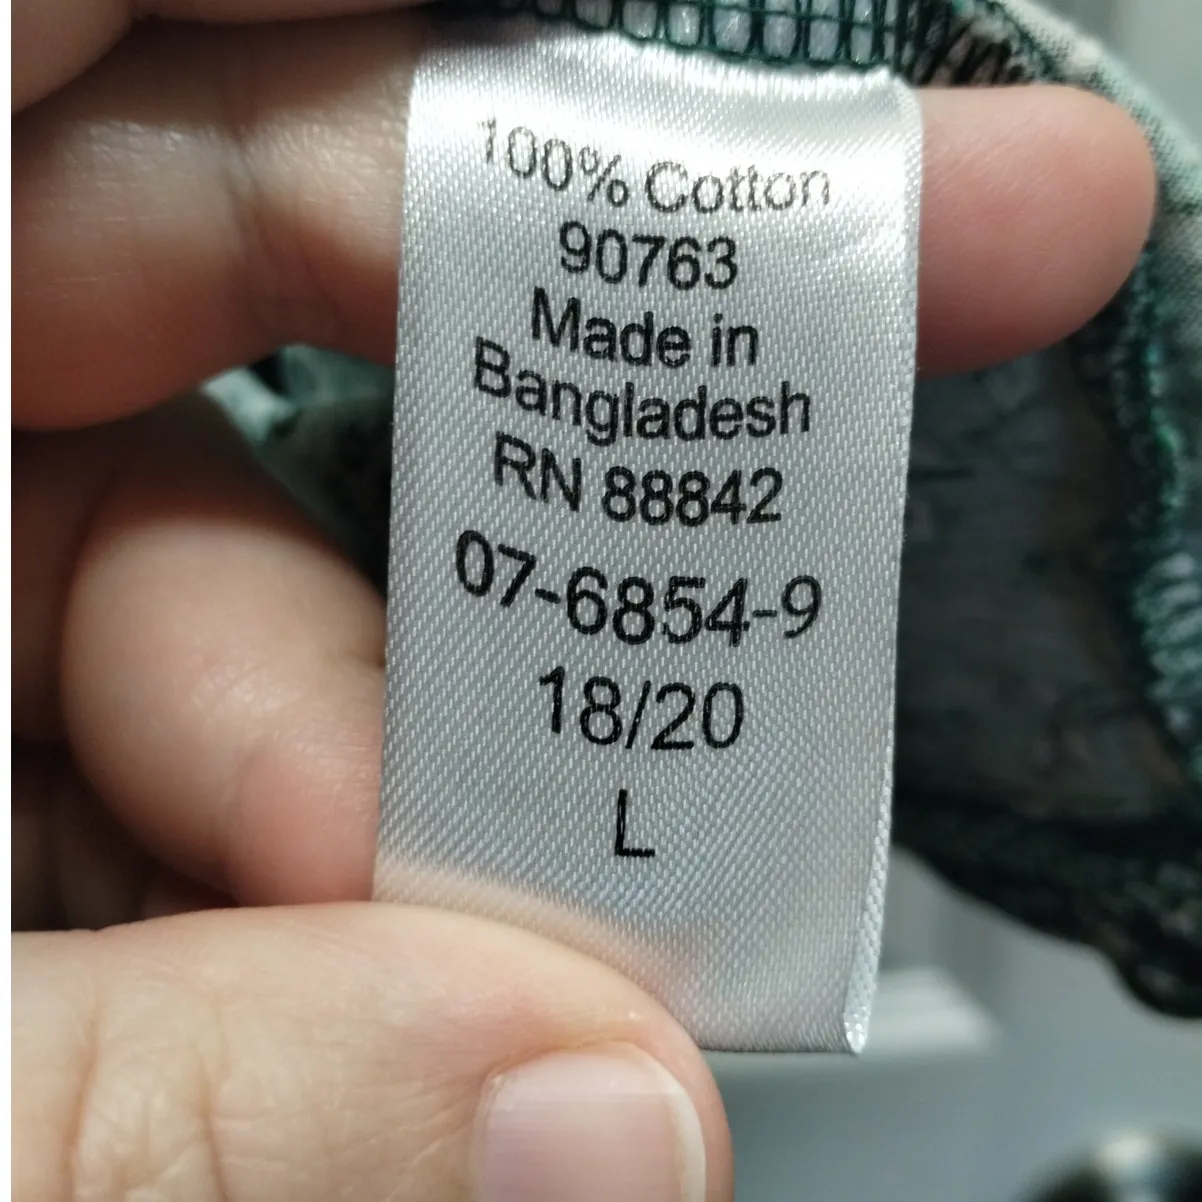 100% Cotton
90763
Made in
Bangladesh
RN 88842
07-6854-9
18/20
L